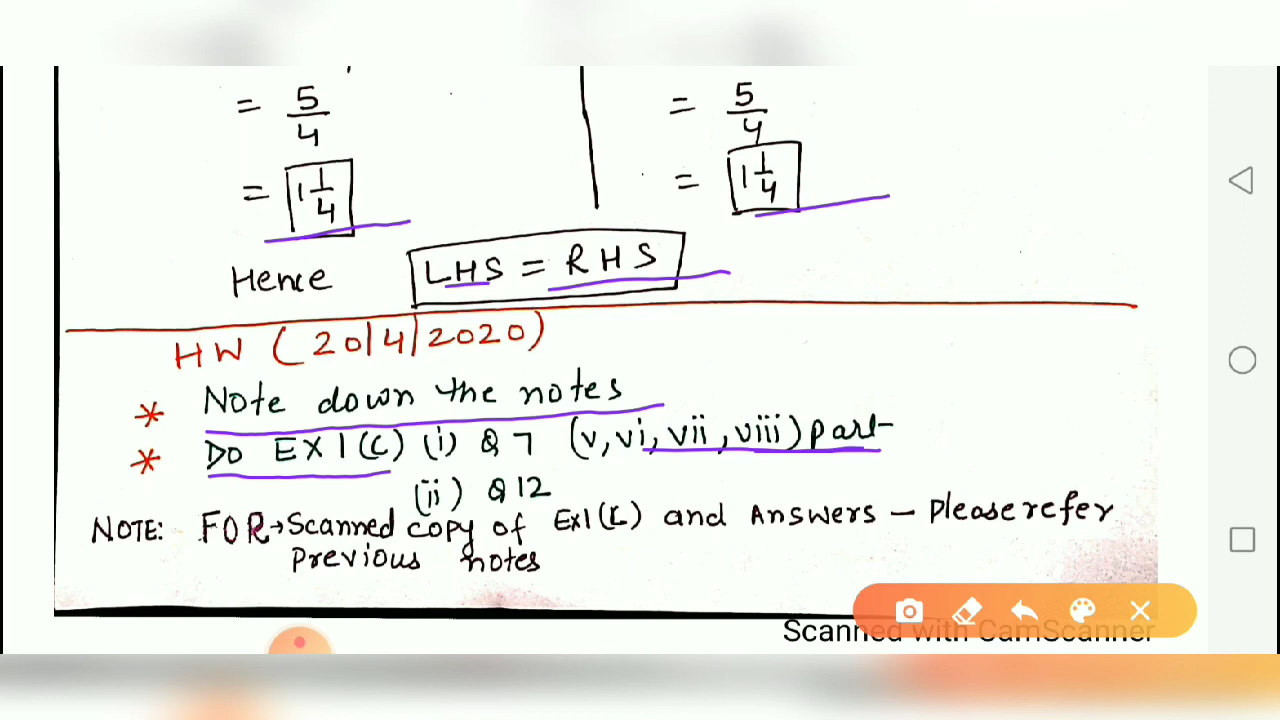 = 5/4 = 5/4
= 1 1/4 = 1 1/4
Hence LHS = RHS
HW (20/4/2020)
* Note down the notes
* DO EX 1(C) (i) Q 7 (v, vi, vii, viii) part
(ii) Q 12
NOTE: FOR → Scanned copy of EX1(C) and Answers - Please refer
previous notes
Scanned with CamScanner